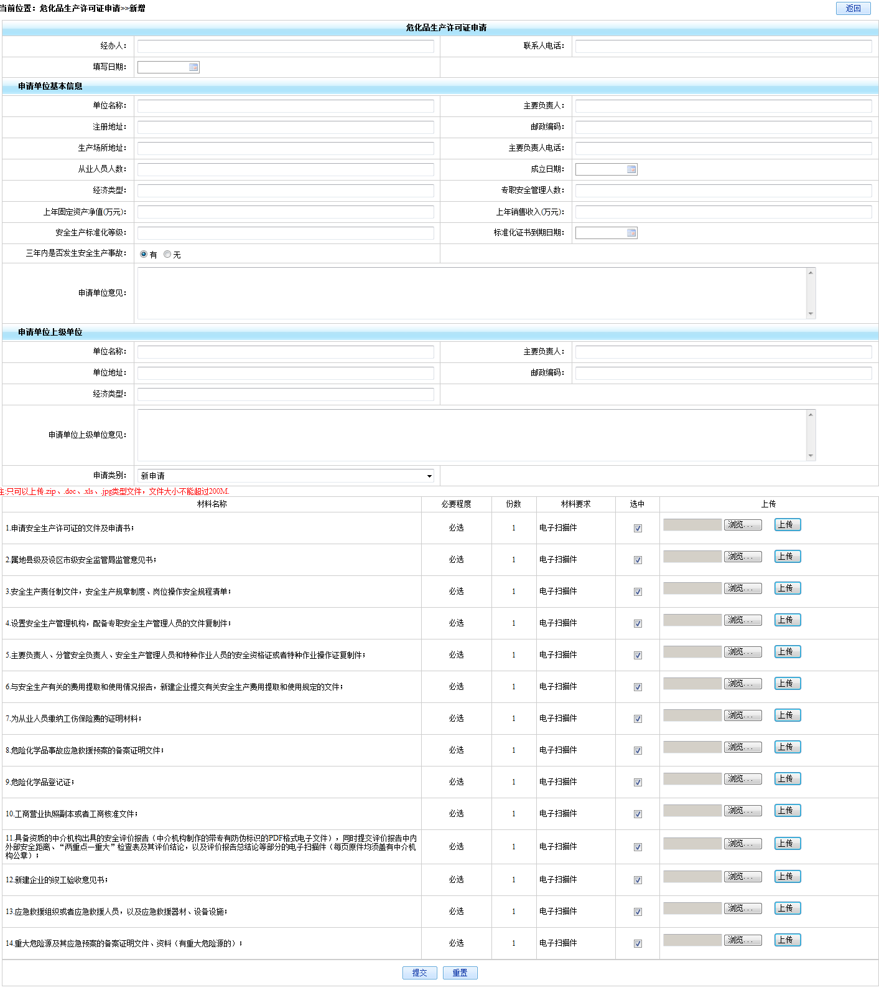 当前位置：危化品生产许可证申请>>新增
返回
危化品生产许可证申请
经办人：
联系人电话：
填写日期：
申请单位基本信息
单位名称：
主要负责人：
注册地址：
邮政编码：
生产场所地址：
主要负责人电话：
从业人员人数：
成立日期：
经济类型：
专职安全管理人数：
上年固定资产净值(万元)：
上年销售收入(万元)：
安全生产标准化等级：
标准化证书到期日期：
三年内是否发生安全生产事故：
有 无
申请单位意见：
申请单位上级单位
单位名称：
主要负责人：
单位地址：
邮政编码：
经济类型：
申请单位上级单位意见：
申请类别：
新申请
注:只可以上传.zip、.doc、.xls、.jpg类型文件，文件大小不能超过200M.
材料名称 必要程度 份数 材料要求 选中 上传
1.申请安全生产许可证的文件及申请书； 必选 1 电子扫描件 浏览... 上传
2.属地县级及设区市级安全监管局监管意见书； 必选 1 电子扫描件 浏览... 上传
3.安全生产责任制文件，安全生产规章制度、岗位操作安全规程清单； 必选 1 电子扫描件 浏览... 上传
4.设置安全生产管理机构，配备专职安全生产管理人员的文件复制件； 必选 1 电子扫描件 浏览... 上传
5.主要负责人、分管安全负责人、安全生产管理人员和特种作业人员的安全资格证或者特种作业操作证复制件； 必选 1 电子扫描件 浏览... 上传
6.与安全生产有关的费用提取和使用情况报告，新建企业提交有关安全生产费用提取和使用规定的文件； 必选 1 电子扫描件 浏览... 上传
7.为从业人员缴纳工伤保险费的证明材料； 必选 1 电子扫描件 浏览... 上传
8.危险化学品事故应急救援预案的备案证明文件； 必选 1 电子扫描件 浏览... 上传
9.危险化学品登记证； 必选 1 电子扫描件 浏览... 上传
10.工商营业执照副本或者工商核准文件； 必选 1 电子扫描件 浏览... 上传
11.具备资质的中介机构出具的安全评价报告（中介机构制作的带专有防伪标识的PDF格式电子文件），同时提交评价报告中内
外部安全距离、“两重点一重大”检查表及其评价结论，以及评价报告总结论等部分的电子扫描件（每页原件均须盖有中介机
构公章）； 必选 1 电子扫描件 浏览... 上传
12.新建企业的竣工验收意见书； 必选 1 电子扫描件 浏览... 上传
13.应急救援组织或者应急救援人员，以及应急救援器材、设备设施； 必选 1 电子扫描件 浏览... 上传
14.重大危险源及其应急预案的备案证明文件、资料（有重大危险源的）； 必选 1 电子扫描件 浏览... 上传
提交 重置